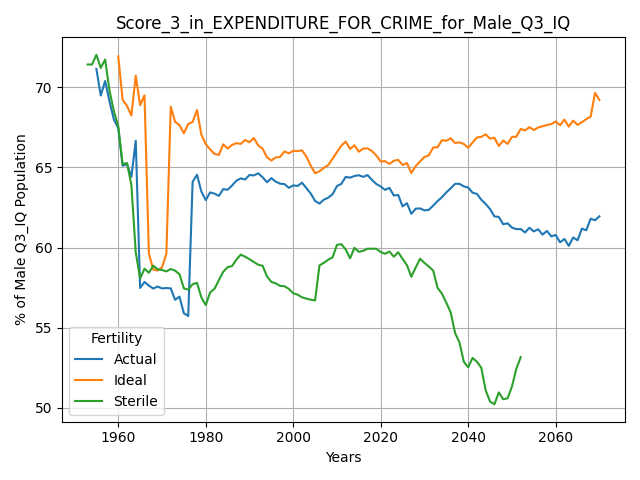 Score_3_in_EXPENDITURE_FOR_CRIME_for_Male_Q3_IQ
% of Male Q3_IQ Population
70
65
60
55
50
Fertility
Actual
Ideal
Sterile
1960 1980 2000 2020 2040 2060
Years